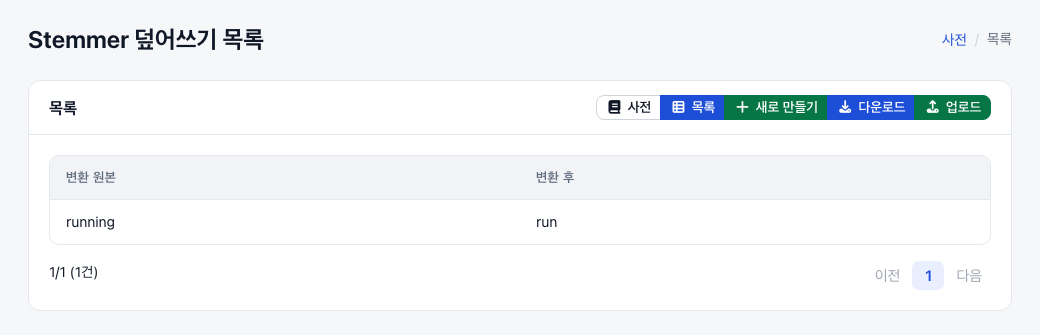 Stemmer 덮어쓰기 목록
사전 / 목록
목록
사전 목록 새로 만들기 다운로드 업로드
변환 원본 변환 후
running run
1/1 (1건)
이전 1 다음